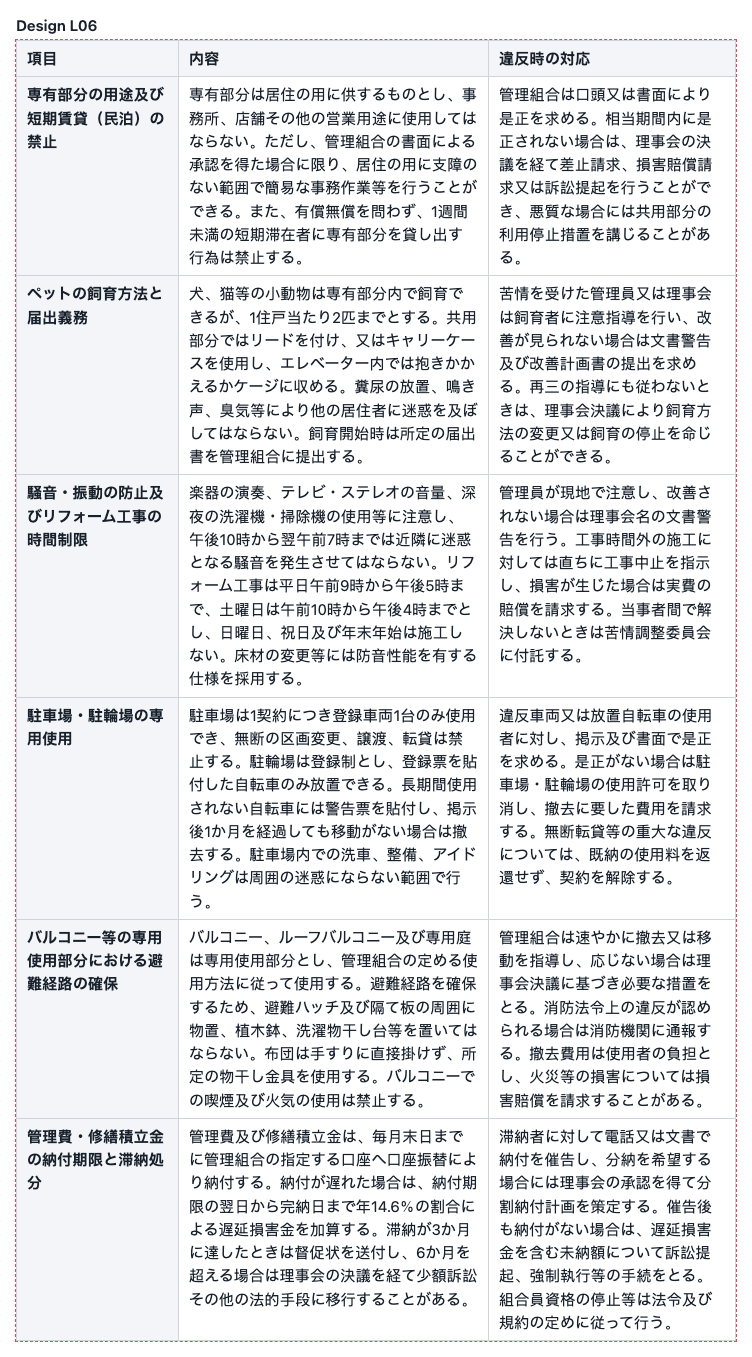 Design L06
項目
内容
違反時の対応
専有部分の用途及び
短期賃貸（民泊）の
禁止
専有部分は居住の用に供するものとし、事
務所、店舗その他の営業用途に使用しては
ならない。ただし、管理組合の書面による
承認を得た場合に限り、居住の用に支障の
ない範囲で簡易な事務作業等を行うことが
できる。また、有償無償を問わず、1週間
未満の短期滞在者に専有部分を貸し出す
行為は禁止する。
管理組合は口頭又は書面により
是正を求める。相当期間内に是
正されない場合は、理事会の決
議を経て差止請求、損害賠償請
求又は訴訟提起を行うことがで
き、悪質な場合には共用部分の
利用停止措置を講じることがあ
る。
ペットの飼育方法と
届出義務
犬、猫等の小動物は専有部分内で飼育で
きるが、1住戸当たり2匹までとする。共用
部分ではリードを付け、又はキャリーケー
スを使用し、エレベーター内では抱きかか
えるかケージに収める。糞尿の放置、鳴き
声、臭気等により他の居住者に迷惑を及ぼ
してはならない。飼育開始時は所定の届出
書を管理組合に提出する。
苦情を受けた管理員又は理事会
は飼育者に注意指導を行い、改
善が見られない場合は文書警告
及び改善計画書の提出を求め
る。再三の指導にも従わないと
きは、理事会決議により飼育方
法の変更又は飼育の停止を命じ
ることができる。
騒音・振動の防止及
びリフォーム工事の
時間制限
楽器の演奏、テレビ・ステレオの音量、深
夜の洗濯機・掃除機の使用等に注意し、
午後10時から翌午前7時までは近隣に迷惑
となる騒音を発生させてはならない。リフ
ォーム工事は平日午前9時から午後5時ま
で、土曜日は午前10時から午後4時までと
し、日曜日、祝日及び年末年始は施工し
ない。床材の変更等には防音性能を有する
仕様を採用する。
管理員が現地で注意し、改善さ
れない場合は理事会名の文書警
告を行う。工事時間外の施工に
対しては直ちに工事中止を指示
し、損害が生じた場合は実費の
賠償を請求する。当事者間で解
決しないときは苦情調整委員会
に付託する。
駐車場・駐輪場の専
用使用
駐車場は1契約につき登録車両1台のみ使用
でき、無断の区画変更、譲渡、転貸は禁
止する。駐輪場は登録制とし、登録票を貼
付した自転車のみ放置できる。長期間使用
されない自転車には警告票を貼付し、掲示
後1か月を経過しても移動がない場合は撤
去する。駐車場内での洗車、整備、アイド
リングは周囲の迷惑にならない範囲で行
う。
違反車両又は放置自転車の使用
者に対し、掲示及び書面で是正
を求める。是正がない場合は駐
車場・駐輪場の使用許可を取り
消し、撤去に要した費用を請求
する。無断転貸等の重大な違反
については、既納の使用料を返
還せず、契約を解除する。
バルコニー等の専用
使用部分における避
難経路の確保
バルコニー、ルーフバルコニー及び専用庭
は専用使用部分とし、管理組合の定める使
用方法に従って使用する。避難経路を確保
するため、避難ハッチ及び隔て板の周囲に
物置、植木鉢、洗濯物干し台等を置いては
ならない。布団は手すりに直接掛けず、所
定の物干し金具を使用する。バルコニーで
の喫煙及び火気の使用は禁止する。
管理組合は速やかに撤去又は移
動を指導し、応じない場合は理
事会決議に基づき必要な措置を
とる。消防法令上の違反が認め
られる場合は消防機関に通報す
る。撤去費用は使用者の負担と
し、火災等の損害については損
害賠償を請求することがある。
管理費・修繕積立金
の納付期限と滞納処
分
管理費及び修繕積立金は、毎月末日まで
に管理組合の指定する口座へ口座振替によ
り納付する。納付が遅れた場合は、納付期
限の翌日から完納日まで年14.6%の割合に
よる遅延損害金を加算する。滞納が3か月
に達したときは督促状を送付し、6か月を
超える場合は理事会の決議を経て少額訴訟
その他の法的手段に移行することがある。
滞納者に対して電話又は文書で
納付を催告し、分納を希望する
場合には理事会の承認を得て分
割納付計画を策定する。催告後
も納付がない場合は、遅延損害
金を含む未納額について訴訟提
起、強制執行等の手続をとる。
組合員資格の停止等は法令及び
規約の定めに従って行う。